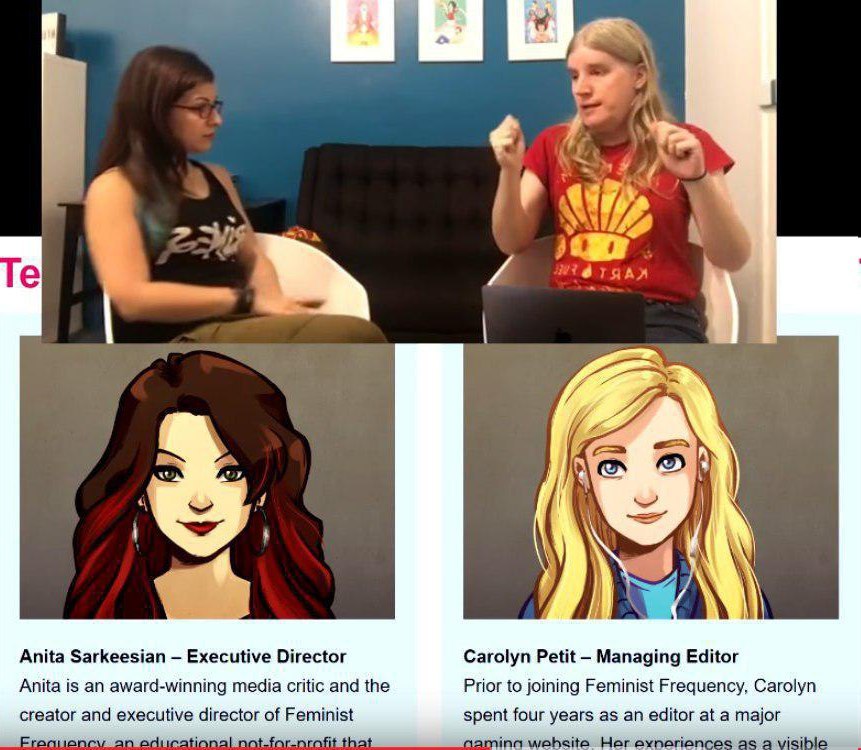 KART FUEL
Te
Anita Sarkeesian – Executive Director
Anita is an award-winning media critic and the
creator and executive director of Feminist
Frequency, an educational not-for-profit that
Carolyn Petit – Managing Editor
Prior to joining Feminist Frequency, Carolyn
spent four years as an editor at a major
gaming website. Her experiences as a visible